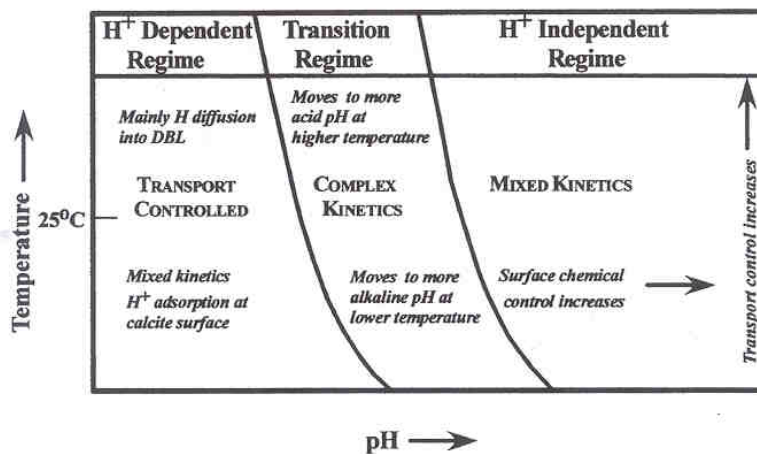 H+ Dependent
Regime
Transition
Regime
H+ Independent
Regime
Mainly H diffusion
into DBL
Moves to more
acid pH at
higher temperature
TRANSPORT
CONTROLLED
COMPLEX
KINETICS
MIXED KINETICS
25°C
Mixed kinetics
H+ adsorption at
calcite surface
Moves to more
alkaline pH at
lower temperature
Surface chemical
control increases
Temperature
Transport control increases
pH